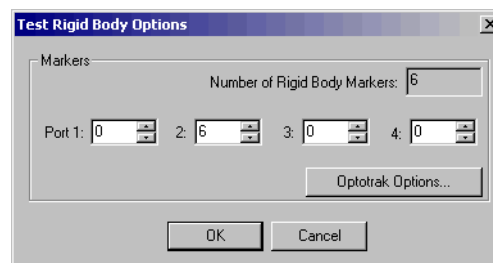 Test Rigid Body Options
Markers
Number of Rigid Body Markers: 6
Port 1: 0 2: 6 3: 0 4: 0
Optotrak Options...
OK Cancel